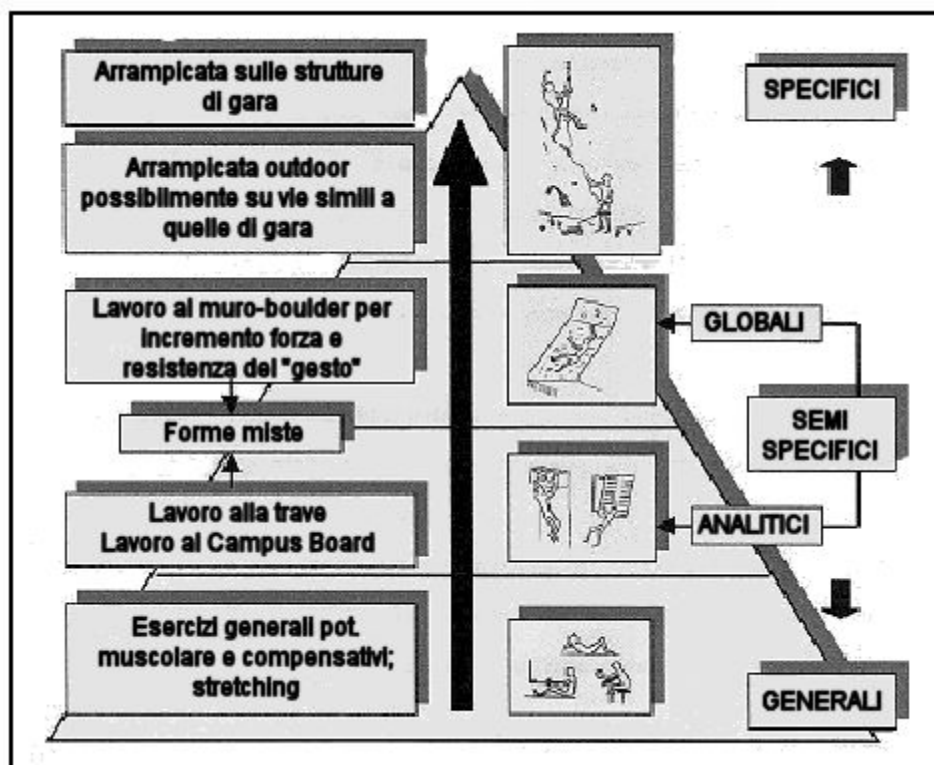 Arrampicata sulle strutture
di gara
Arrampicata outdoor
possibilmente su vie simili a
quelle di gara
Lavoro al muro-boulder per
incremento forza e
resistenza del "gesto"
Forme miste
Lavoro alla trave
Lavoro al Campus Board
Esercizi generali pot.
muscolare e compensativi;
stretching
SPECIFICI
GLOBALI
SEMI
SPECIFICI
ANALITICI
GENERALI